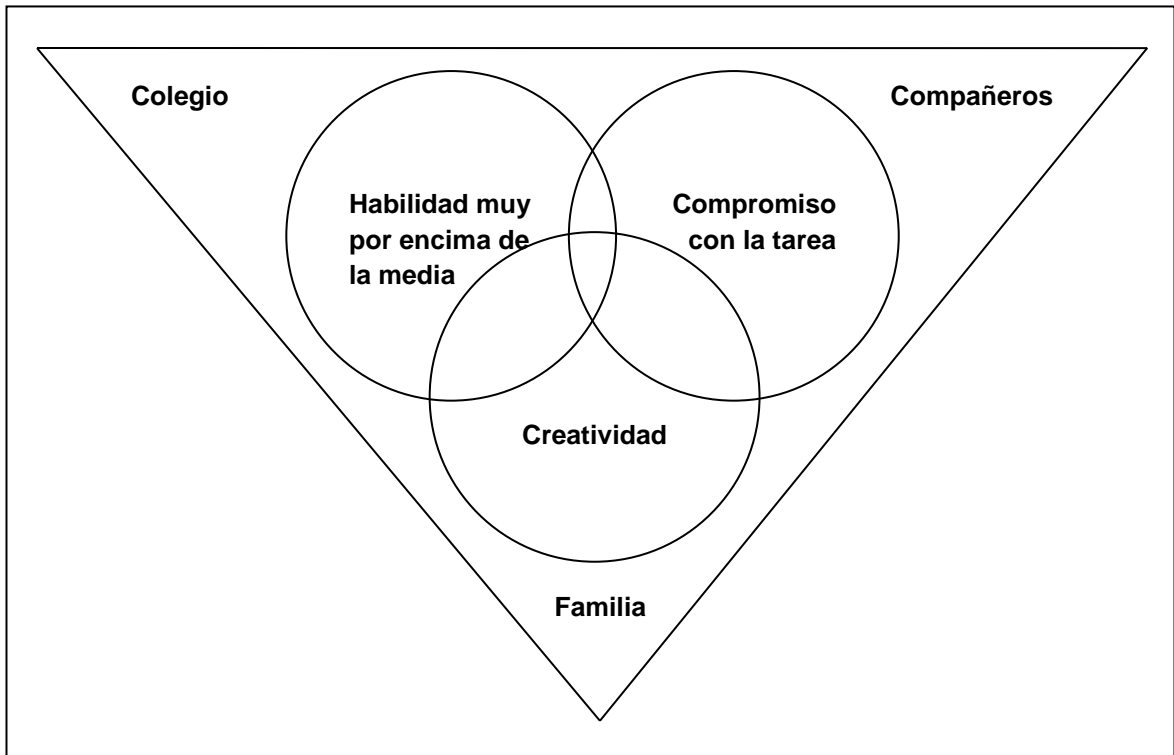 Colegio
Compañeros
Habilidad muy
por encima de
la media
Compromiso
con la tarea
Creatividad
Familia